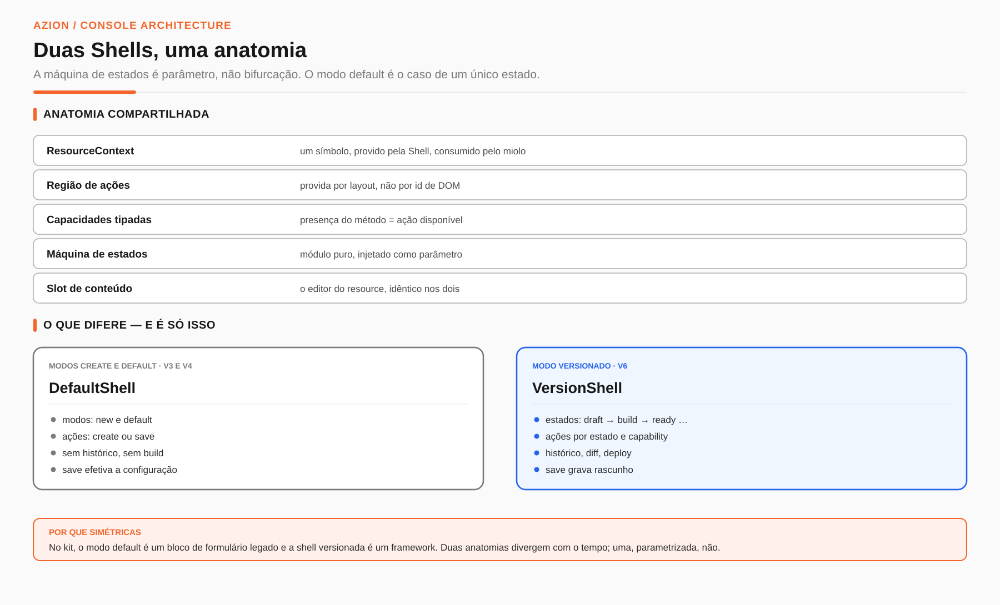 AZION / CONSOLE ARCHITECTURE
Duas Shells, uma anatomia
A máquina de estados é parâmetro, não bifurcação. O modo default é o caso de um único estado.
ANATOMIA COMPARTILHADA
ResourceContext um símbolo, provido pela Shell, consumido pelo miolo
Região de ações provida por layout, não por id de DOM
Capacidades tipadas presença do método = ação disponível
Máquina de estados módulo puro, injetado como parâmetro
Slot de conteúdo o editor do resource, idêntico nos dois
O QUE DIFERE — E É SÓ ISSO
MODOS CREATE E DEFAULT · V3 E V4
DefaultShell
modos: new e default
ações: create ou save
sem histórico, sem build
save efetiva a configuração
MODO VERSIONADO · V6
VersionShell
estados: draft → build → ready …
ações por estado e capability
histórico, diff, deploy
save grava rascunho
POR QUE SIMÉTRICAS
No kit, o modo default é um bloco de formulário legado e a shell versionada é um framework. Duas anatomias divergem com o tempo; uma, parametrizada, não.